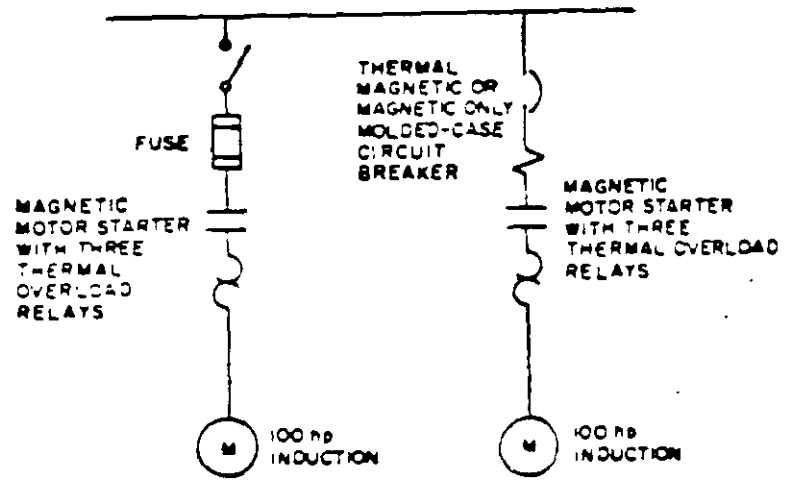 FUSE
MAGNETIC
MOTOR STARTER
WITH THREE
THERMAL
OVERLOAD
RELAYS
M
100 hp
INDUCTION
THERMAL
MAGNETIC OR
MAGNETIC ONLY
MOLDED-CASE
CIRCUIT
BREAKER
MAGNETIC
MOTOR STARTER
WITH THREE
THERMAL OVERLOAD
RELAYS
M
100 hp
INDUCTION